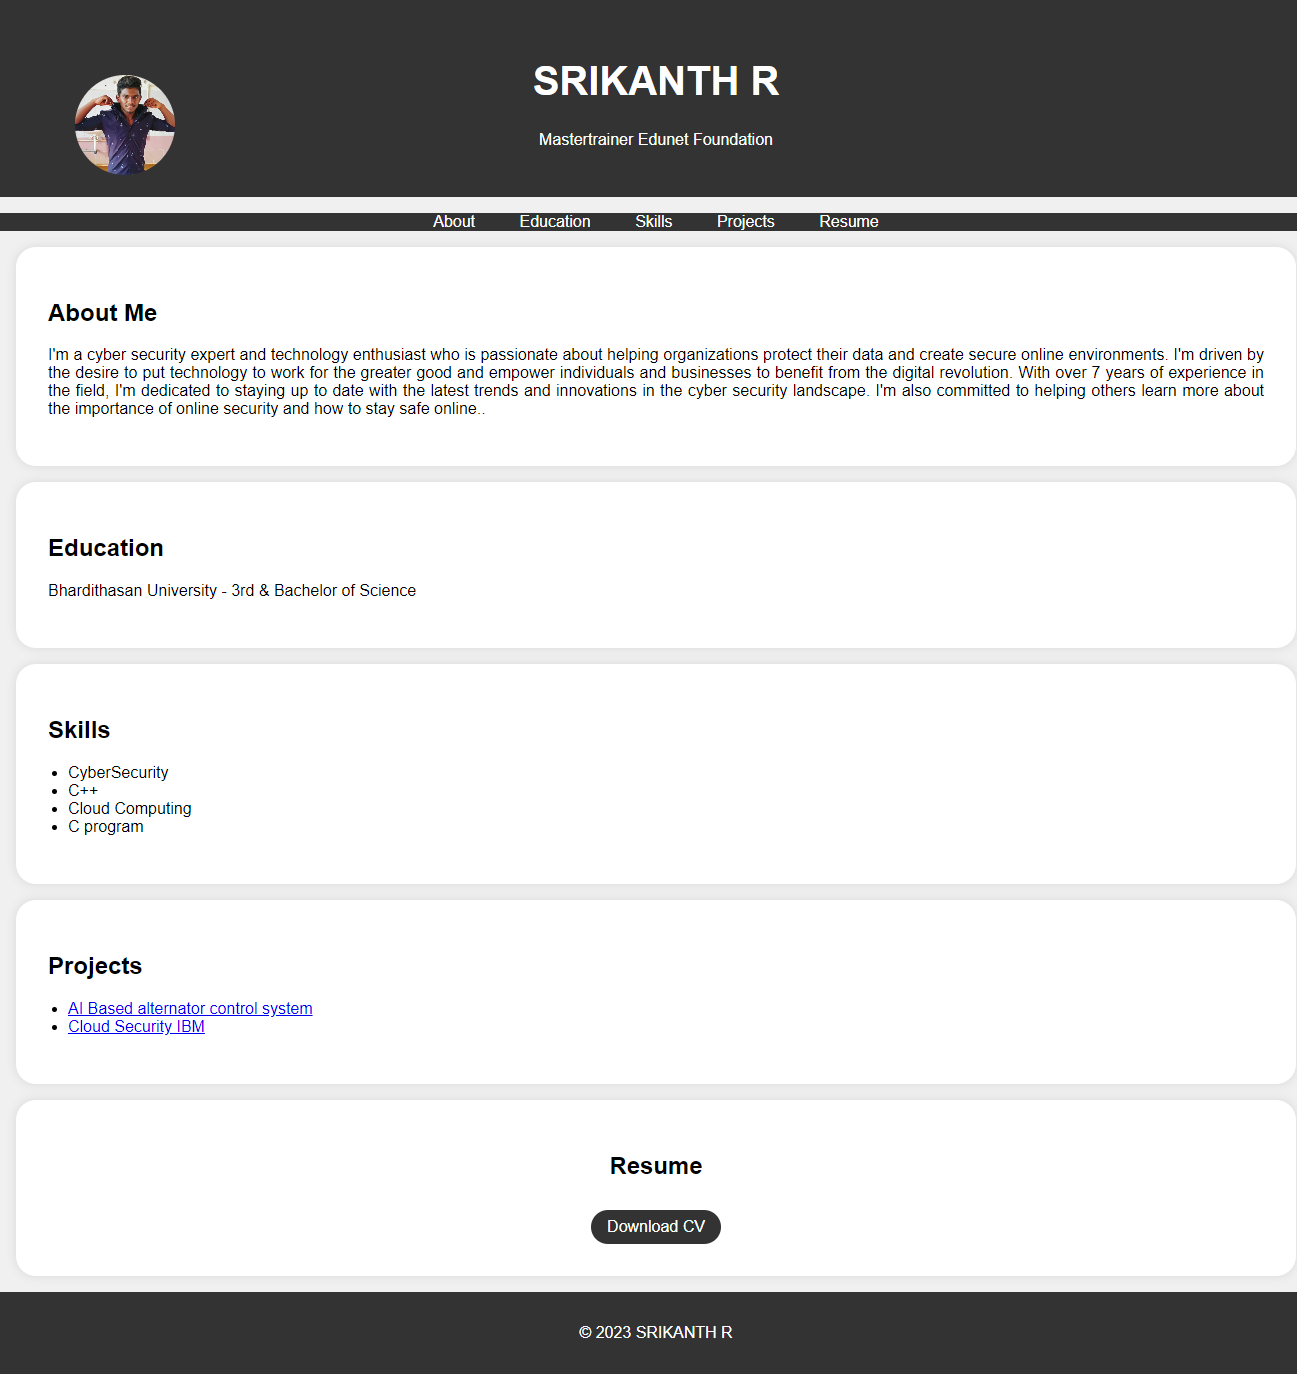 SRIKANTH R
Mastertrainer Edunet Foundation
About Education Skills Projects Resume
About Me
I'm a cyber security expert and technology enthusiast who is passionate about helping organizations protect their data and create secure online environments. I'm driven by
the desire to put technology to work for the greater good and empower individuals and businesses to benefit from the digital revolution. With over 7 years of experience in
the field, I'm dedicated to staying up to date with the latest trends and innovations in the cyber security landscape. I'm also committed to helping others learn more about
the importance of online security and how to stay safe online..
Education
Bhardithasan University - 3rd & Bachelor of Science
Skills
• CyberSecurity
• C++
• Cloud Computing
• C program
Projects
• AI Based alternator control system
• Cloud Security IBM
Resume
Download CV
© 2023 SRIKANTH R